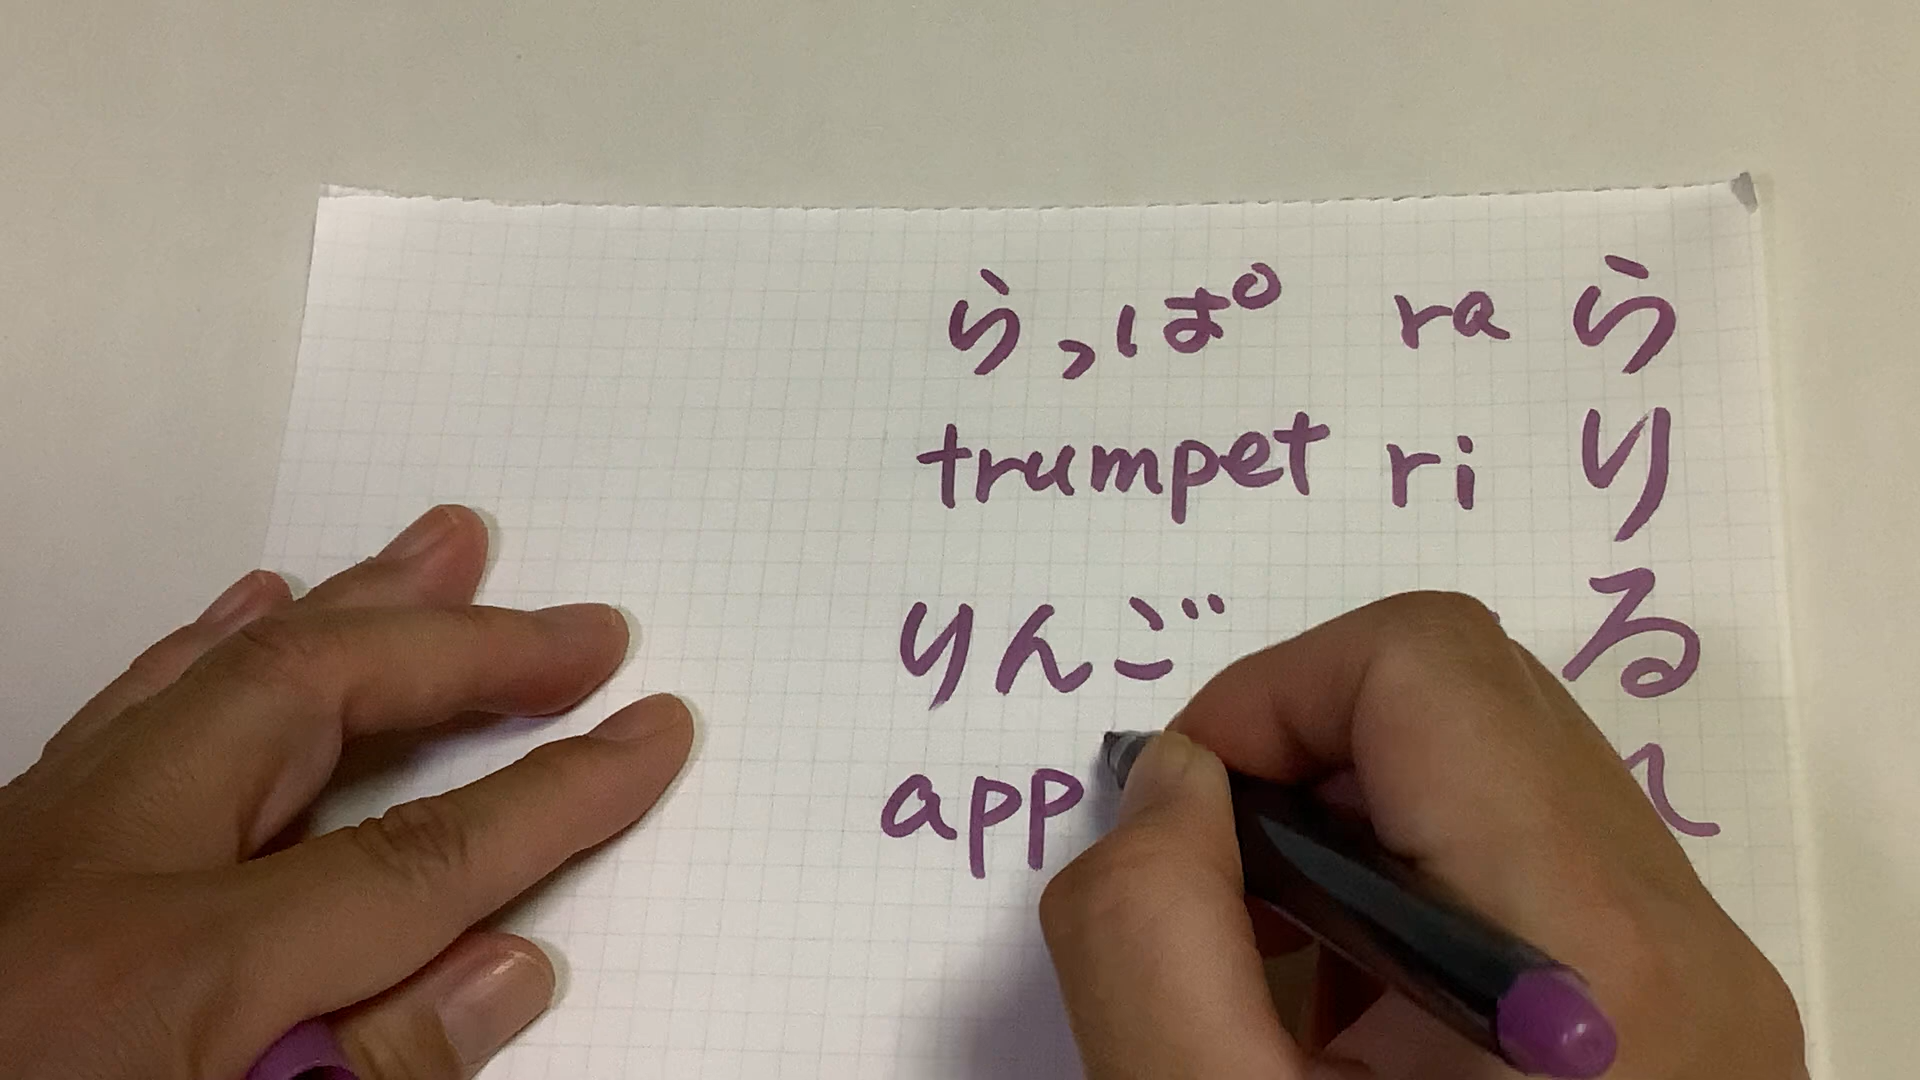 らっぱ ra ら
trumpet ri り
りんご る
app